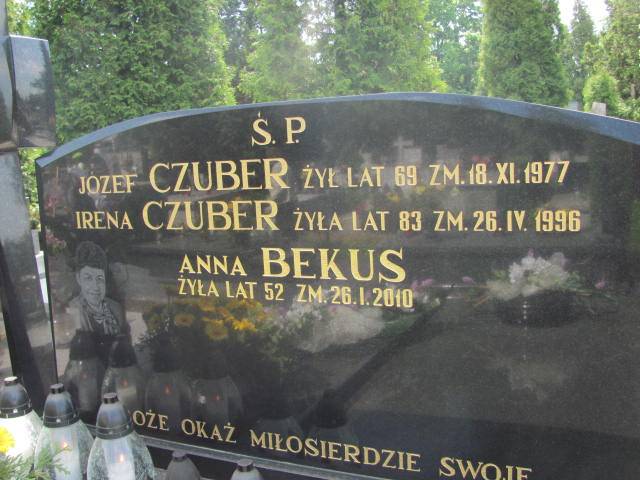 Ś. P.
JÓZEF CZUBER ŻYŁ LAT 69 ZM. 18. XI. 1977
IRENA CZUBER ŻYŁA LAT 83 ZM. 26. IV. 1996
ANNA BEKUS
ŻYŁA LAT 52 ZM. 26. I. 2010
OŻE OKAŻ MIŁOSIERDZIE SWOJE